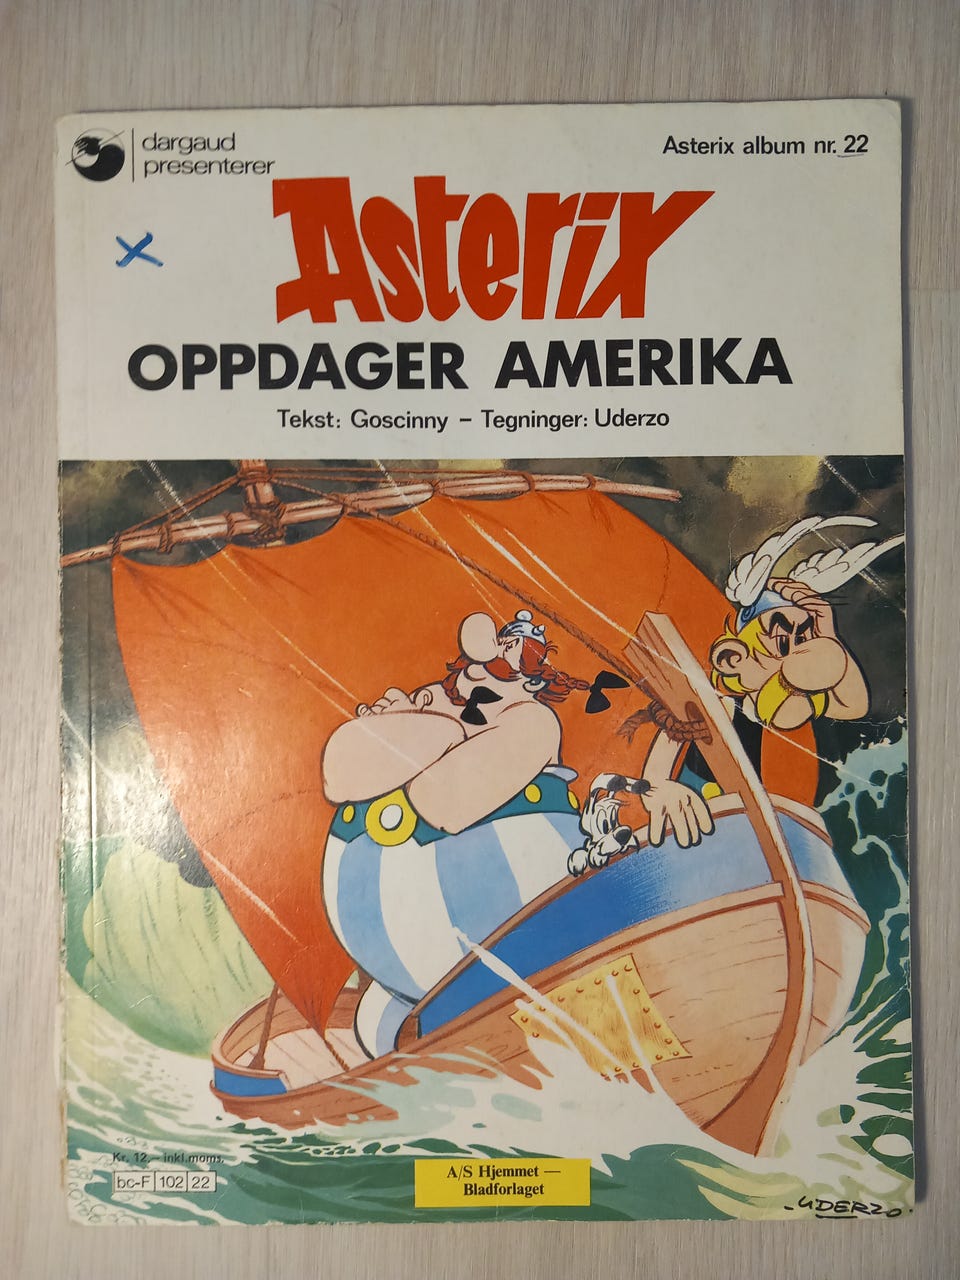 dargaud
presenterer
Asterix album nr. 22
x
Asterix
OPPDAGER AMERIKA
Tekst: Goscinny – Tegninger: Uderzo
Kr. 12,– inkl.moms.
bc-F 102 22
A/S Hjemmet —
Bladforlaget
UDERZO